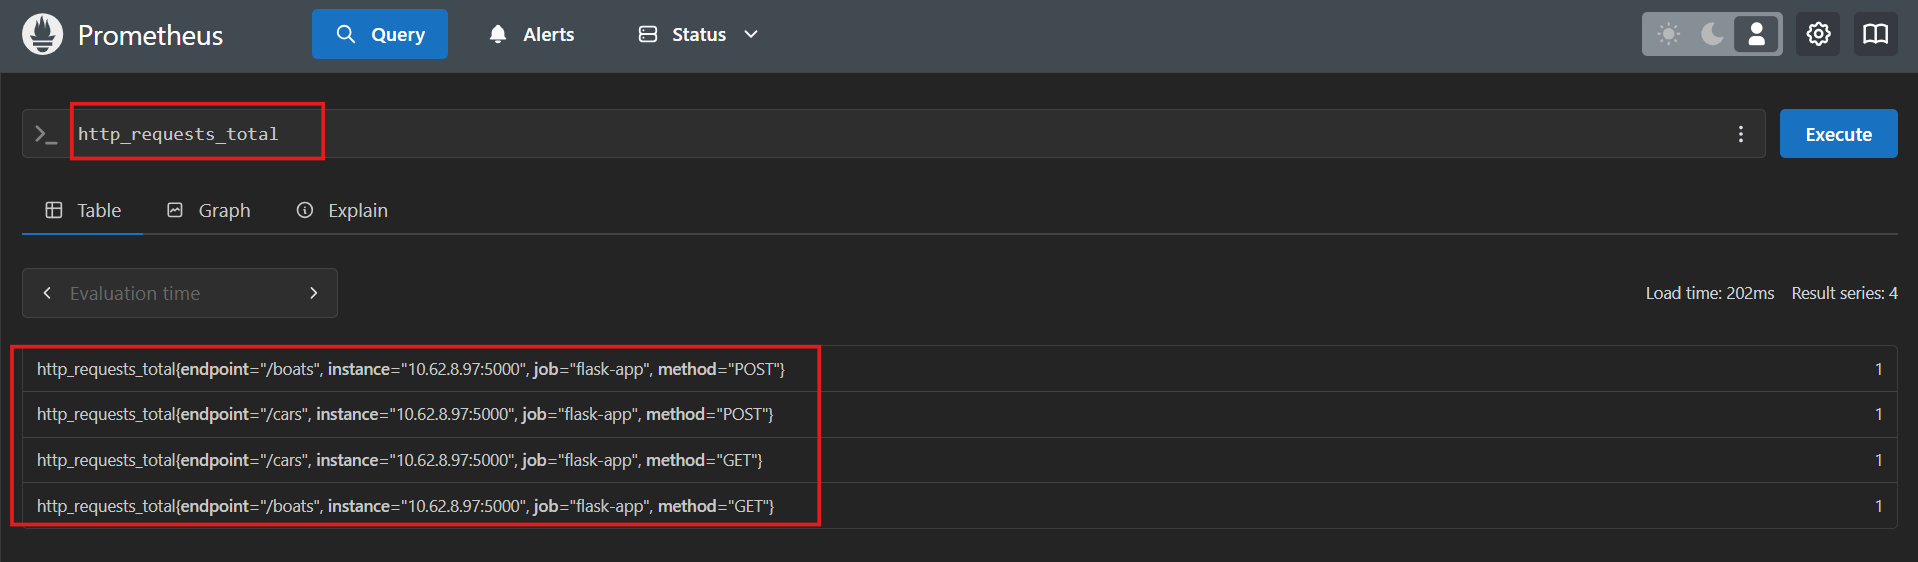 Prometheus Query Alerts Status
http_requests_total Execute
Table Graph Explain
Evaluation time Load time: 202ms Result series: 4
http_requests_total{endpoint="/boats", instance="10.62.8.97:5000", job="flask-app", method="POST"} 1
http_requests_total{endpoint="/cars", instance="10.62.8.97:5000", job="flask-app", method="POST"} 1
http_requests_total{endpoint="/cars", instance="10.62.8.97:5000", job="flask-app", method="GET"} 1
http_requests_total{endpoint="/boats", instance="10.62.8.97:5000", job="flask-app", method="GET"} 1